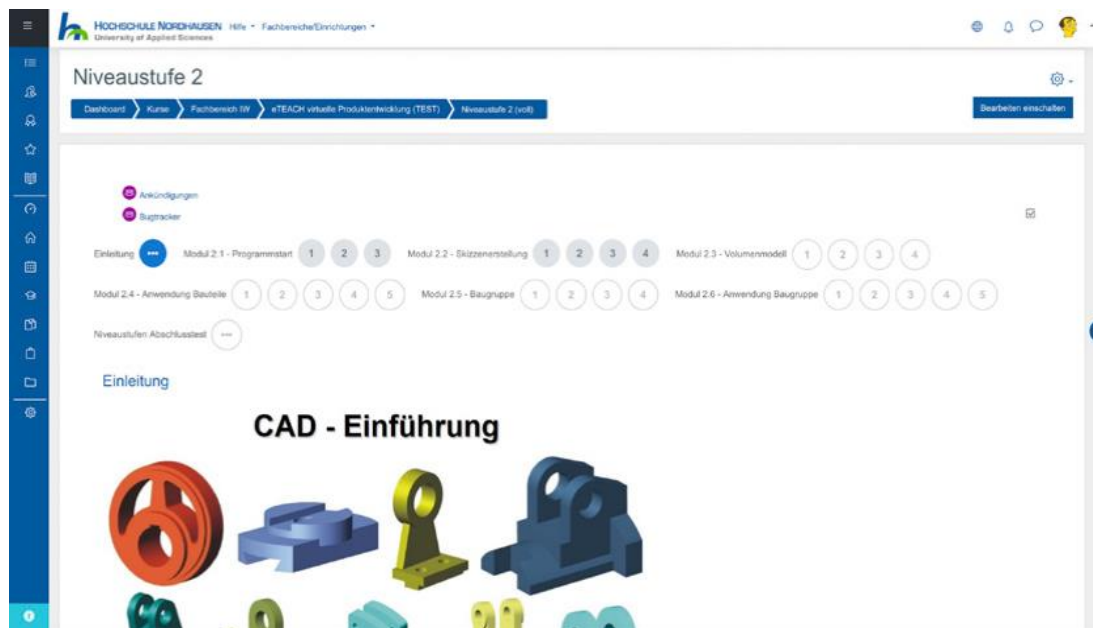 HOCHSCHULE NORDHAUSEN Hilfe Fachbereiche/Einrichtungen
University of Applied Sciences
Niveaustufe 2
Dashboard Kurse Fachbereich IW eTEACH virtuelle Produktentwicklung (TEST) Niveaustufe 2 (voll) Bearbeiten einschalten
Ankündigungen
Bugtracker
Einleitung ••• Modul 2.1 - Programmstart 1 2 3 Modul 2.2 - Skizzenerstellung 1 2 3 4 Modul 2.3 - Volumenmodell 1 2 3 4
Modul 2.4 - Anwendung Bauteile 1 2 3 4 5 Modul 2.5 - Baugruppe 1 2 3 4 Modul 2.6 - Anwendung Baugruppe 1 2 3 4 5
Niveaustufen Abschlusstest •••
Einleitung
CAD - Einführung